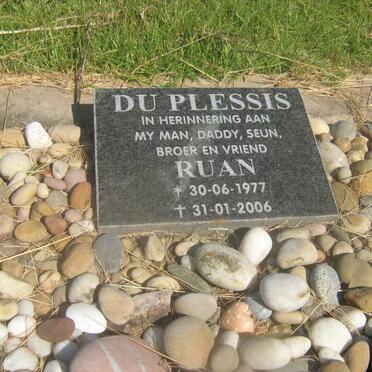 DU PLESSIS
IN HERINNERING AAN
MY MAN, DADDY, SEUN,
BROER EN VRIEND
RUAN
* 30-06-1977
† 31-01-2006